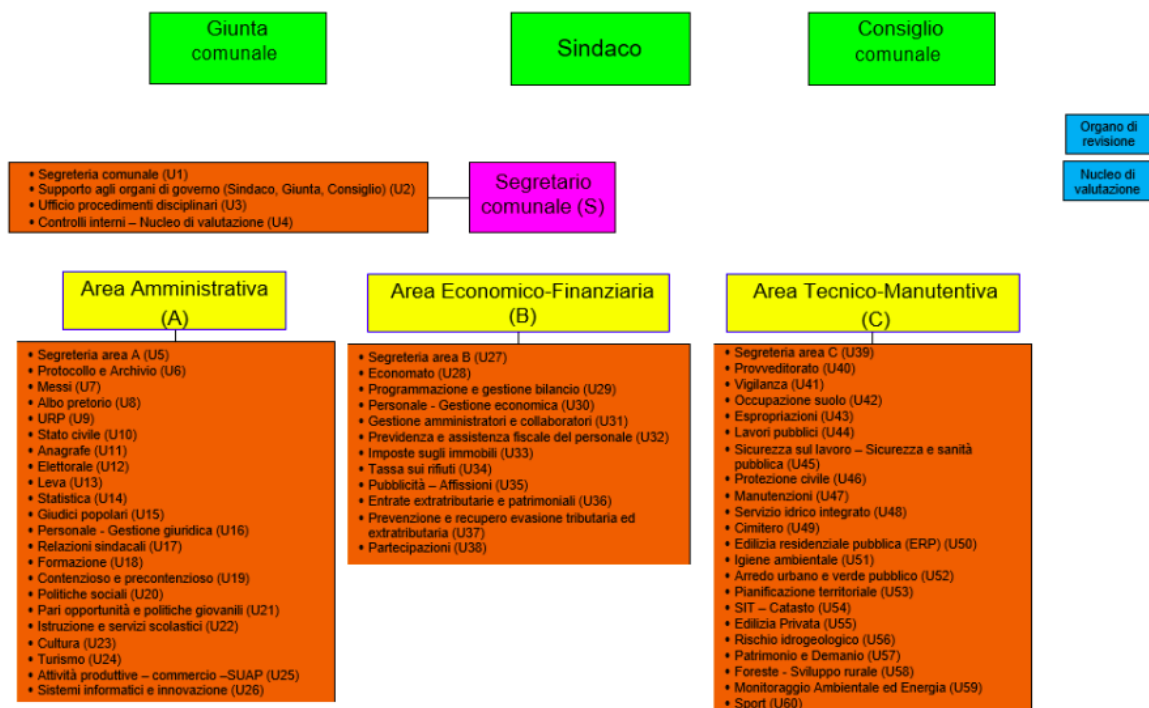 Giunta
comunale
Sindaco
Consiglio
comunale
Organo di
revisione
Nucleo di
valutazione
• Segreteria comunale (U1)
• Supporto agli organi di governo (Sindaco, Giunta, Consiglio) (U2)
• Ufficio procedimenti disciplinari (U3)
• Controlli interni – Nucleo di valutazione (U4)
Segretario
comunale (S)
Area Amministrativa
(A)
• Segreteria area A (U5)
• Protocollo e Archivio (U6)
• Messi (U7)
• Albo pretorio (U8)
• URP (U9)
• Stato civile (U10)
• Anagrafe (U11)
• Elettorale (U12)
• Leva (U13)
• Statistica (U14)
• Giudici popolari (U15)
• Personale - Gestione giuridica (U16)
• Relazioni sindacali (U17)
• Formazione (U18)
• Contenzioso e precontenzioso (U19)
• Politiche sociali (U20)
• Pari opportunità e politiche giovanili (U21)
• Istruzione e servizi scolastici (U22)
• Cultura (U23)
• Turismo (U24)
• Attività produttive – commercio –SUAP (U25)
• Sistemi informatici e innovazione (U26)
Area Economico-Finanziaria
(B)
• Segreteria area B (U27)
• Economato (U28)
• Programmazione e gestione bilancio (U29)
• Personale - Gestione economica (U30)
• Gestione amministratori e collaboratori (U31)
• Previdenza e assistenza fiscale del personale (U32)
• Imposte sugli immobili (U33)
• Tassa sui rifiuti (U34)
• Pubblicità – Affissioni (U35)
• Entrate extratributarie e patrimoniali (U36)
• Prevenzione e recupero evasione tributaria ed
extratributaria (U37)
• Partecipazioni (U38)
Area Tecnico-Manutentiva
(C)
• Segreteria area C (U39)
• Provveditorato (U40)
• Vigilanza (U41)
• Occupazione suolo (U42)
• Espropriazioni (U43)
• Lavori pubblici (U44)
• Sicurezza sul lavoro – Sicurezza e sanità
pubblica (U45)
• Protezione civile (U46)
• Manutenzioni (U47)
• Servizio idrico integrato (U48)
• Cimitero (U49)
• Edilizia residenziale pubblica (ERP) (U50)
• Igiene ambientale (U51)
• Arredo urbano e verde pubblico (U52)
• Pianificazione territoriale (U53)
• SIT – Catasto (U54)
• Edilizia Privata (U55)
• Rischio idrogeologico (U56)
• Patrimonio e Demanio (U57)
• Foreste - Sviluppo rurale (U58)
• Monitoraggio Ambientale ed Energia (U59)
• Sport (U60)